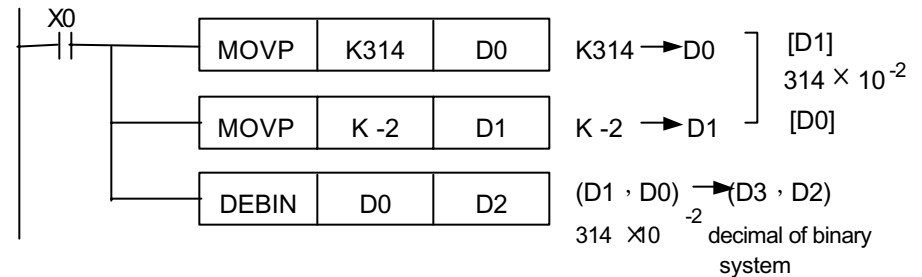 X0
MOVP K314 D0 K314 → D0 [D1]
314 × 10 -2
MOVP K -2 D1 K -2 → D1 [D0]
DEBIN D0 D2 (D1，D0) → (D3，D2)
314 ×10 -2 decimal of binary
system